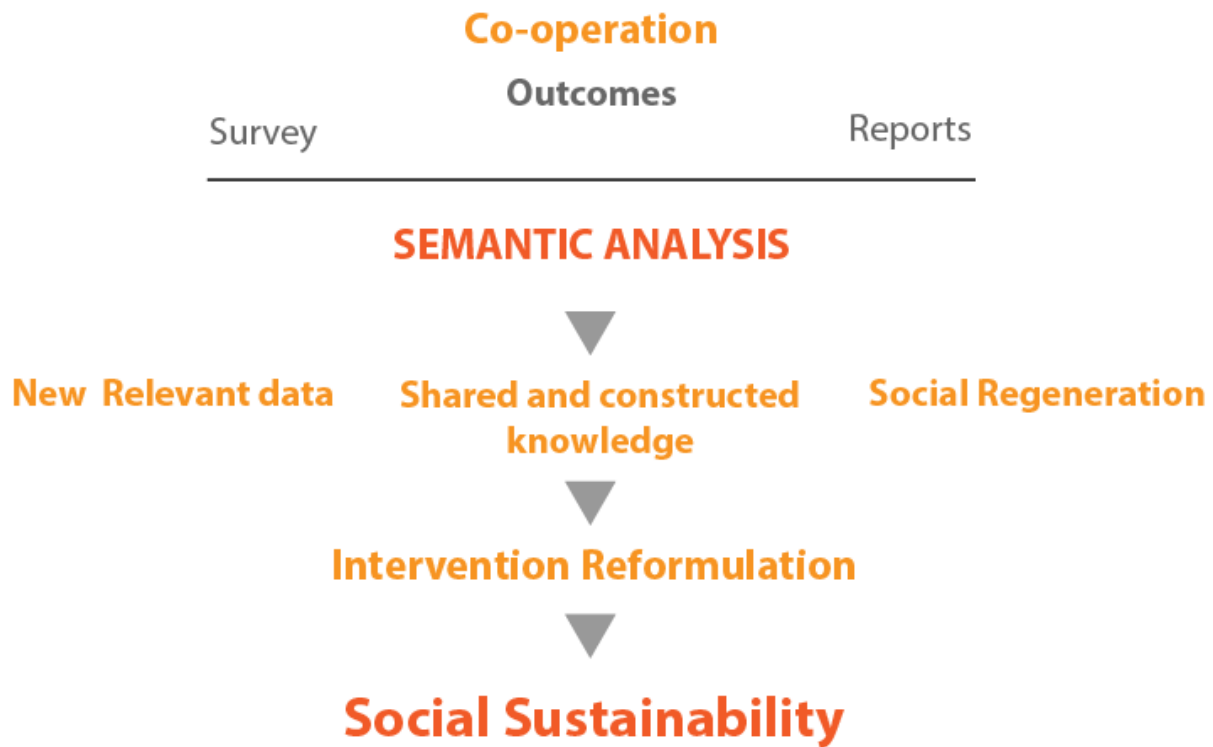 Co-operation
Outcomes
Survey
Reports
SEMANTIC ANALYSIS
New Relevant data
Shared and constructed
knowledge
Social Regeneration
Intervention Reformulation
Social Sustainability